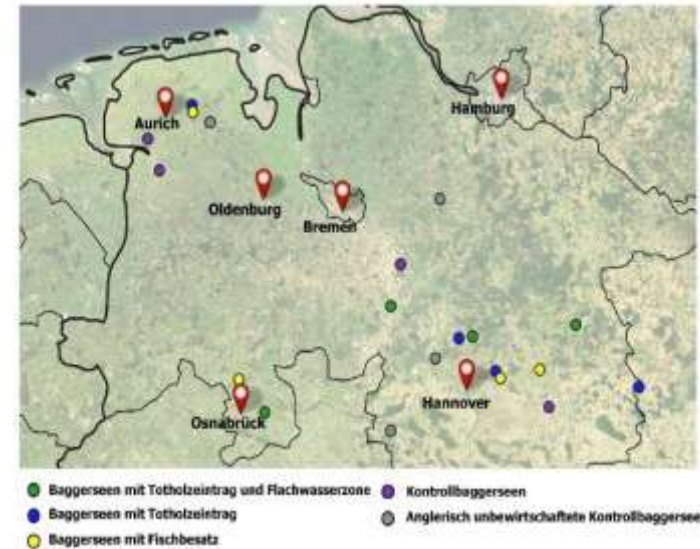 Hamburg
Aurich
Oldenburg
Bremen
Hannover
Osnabrück
Baggerseen mit Totholzeintrag und Flachwasserzone
Kontrollbaggerseen
Baggerseen mit Totholzeintrag
Anglerisch unbewirtschaftete Kontrollbaggersee
Baggerseen mit Fischbesatz